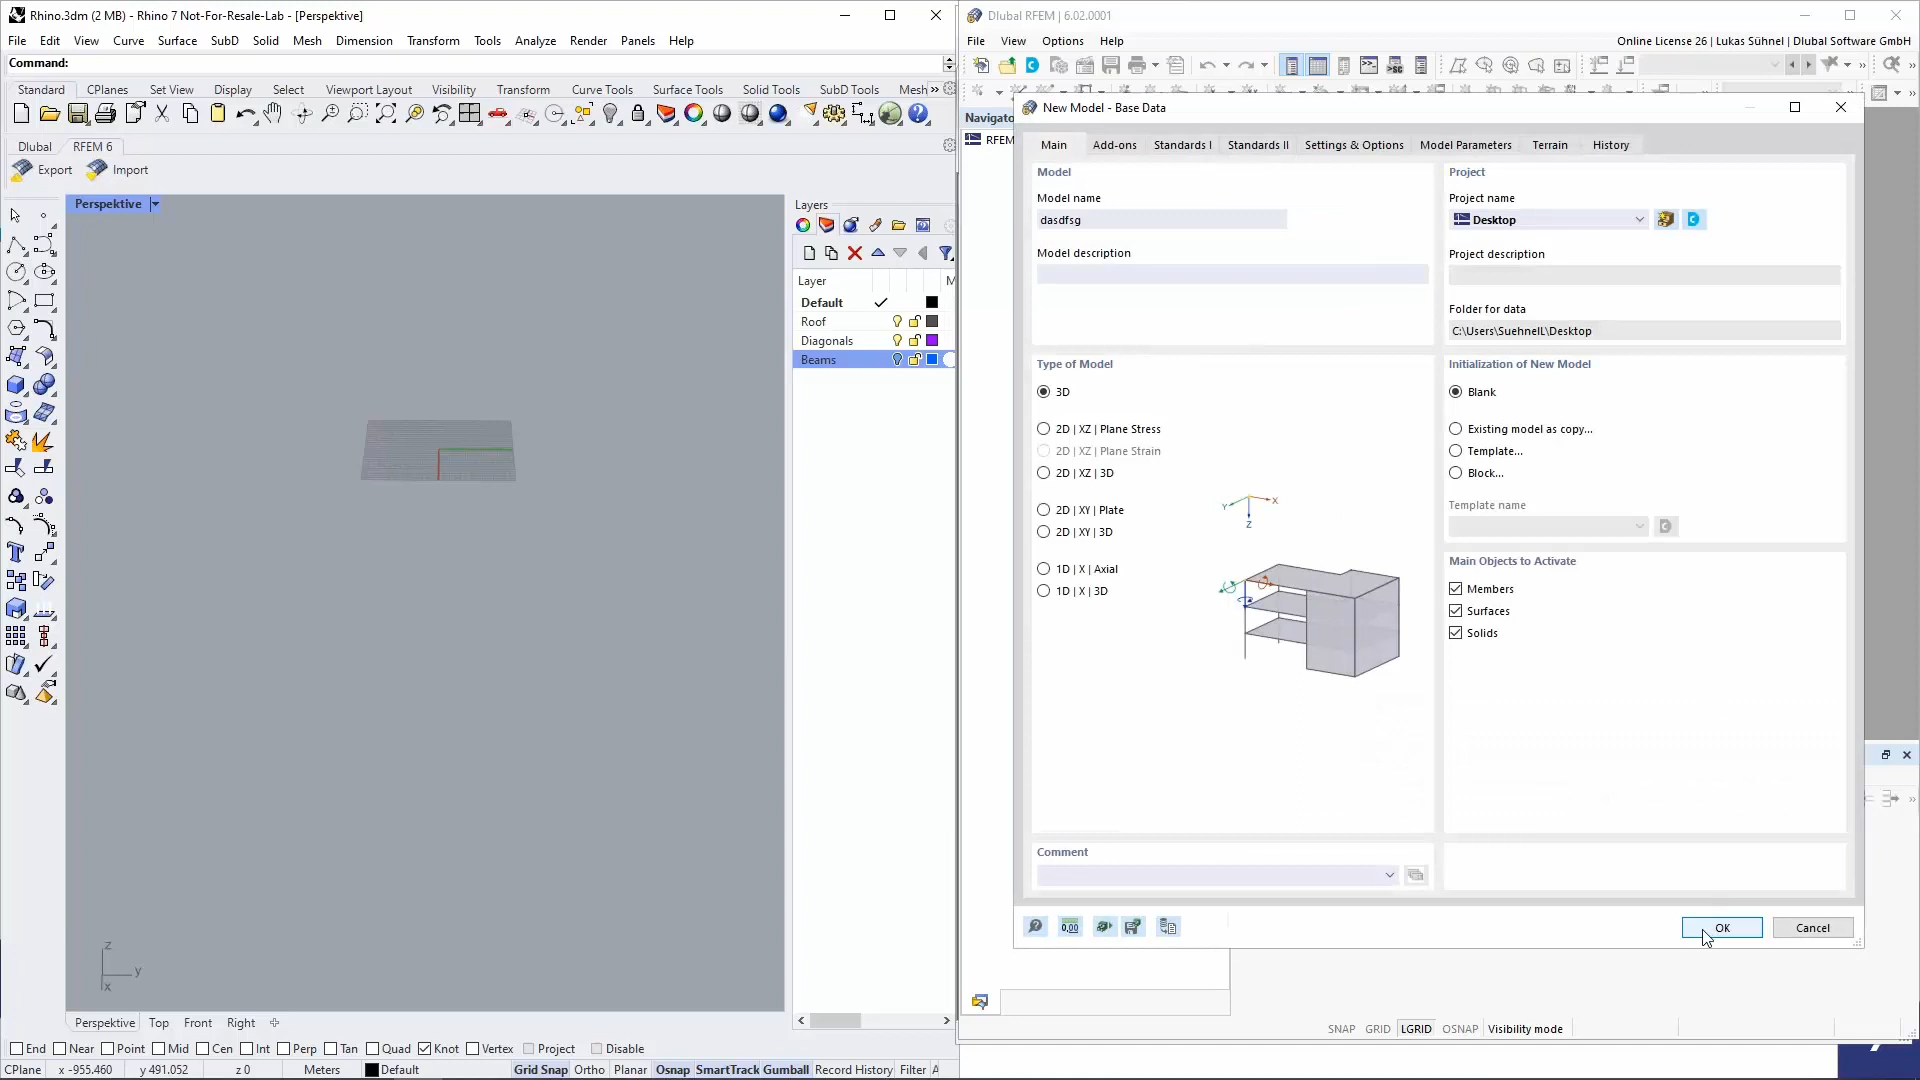 Rhino.3dm (2 MB) - Rhino 7 Not-For-Resale-Lab - [Perspektive]
File Edit View Curve Surface SubD Solid Mesh Dimension Transform Tools Analyze Render Panels Help
Command:
Standard CPlanes Set View Display Select Viewport Layout Visibility Transform Curve Tools Surface Tools Solid Tools SubD Tools Mesh
Dlubal RFEM 6
Export Import
Perspektive
Layers
Layer M
Default
Roof
Diagonals
Beams
z
y
x
Perspektive Top Front Right
End Near Point Mid Cen Int Perp Tan Quad Knot Vertex Project Disable
CPlane x -955.460 y 491.052 z 0 Meters Default Grid Snap Ortho Planar Osnap SmartTrack Gumball Record History Filter A
Dlubal RFEM | 6.02.0001
File View Options Help
Online License 26 | Lukas Sühnel | Dlubal Software GmbH
Navigato
RFEM
New Model - Base Data
Main Add-ons Standards I Standards II Settings & Options Model Parameters Terrain History
Model
Model name
dasdfsg
Model description
Project
Project name
Desktop
Project description
Folder for data
C:\Users\SuehnelL\Desktop
Type of Model
3D
2D | XZ | Plane Stress
2D | XZ | Plane Strain
2D | XZ | 3D
2D | XY | Plate
2D | XY | 3D
1D | X | Axial
1D | X | 3D
Y X
Z
Initialization of New Model
Blank
Existing model as copy...
Template...
Block...
Template name
Main Objects to Activate
Members
Surfaces
Solids
Comment
0,00
OK Cancel
SNAP GRID LGRID OSNAP Visibility mode